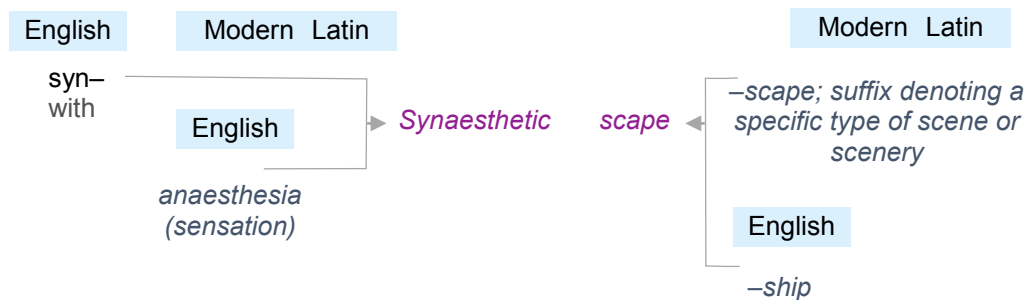 English
Modern Latin
Modern Latin
syn–
with
English
anaesthesia
(sensation)
Synaesthetic
scape
–scape; suffix denoting a
specific type of scene or
scenery
English
–ship